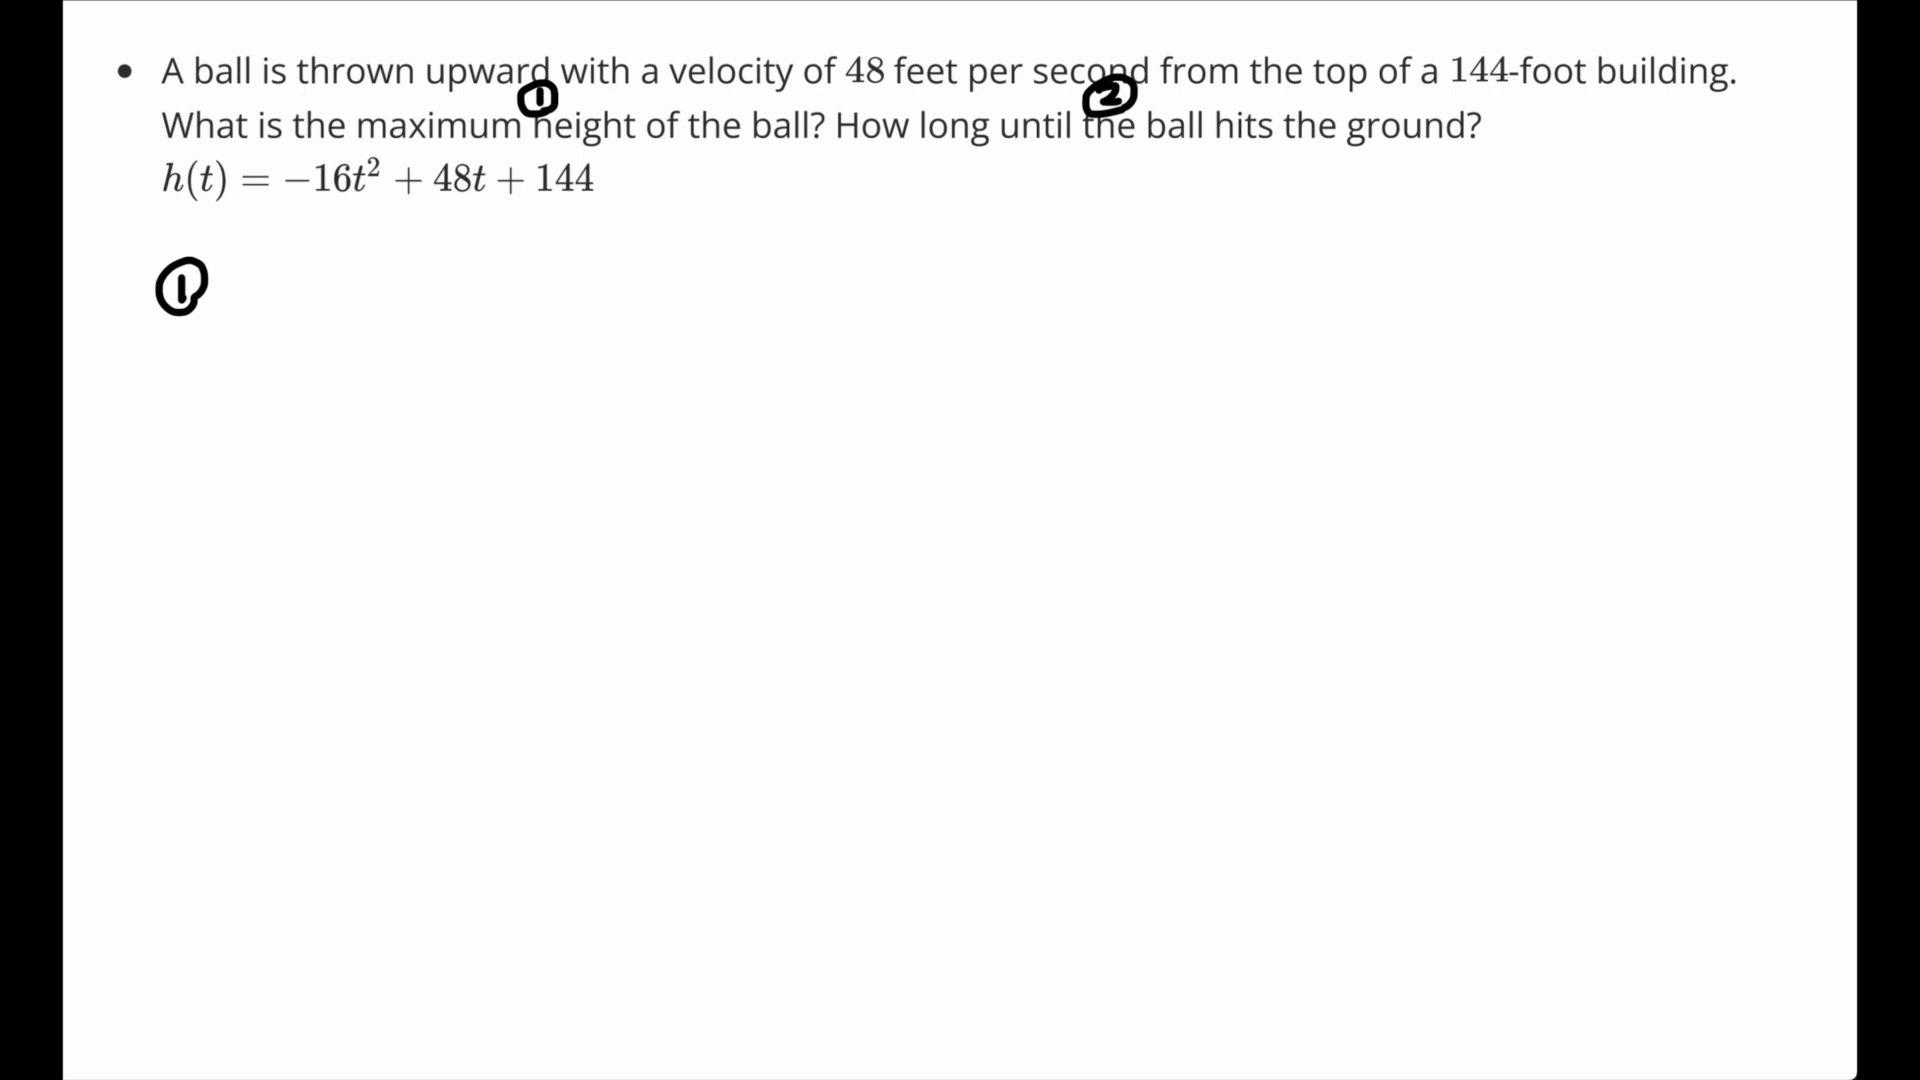 • A ball is thrown upward with a velocity of 48 feet per second from the top of a 144-foot building.
① ②
What is the maximum height of the ball? How long until the ball hits the ground?
h(t) = −16t² + 48t + 144
①